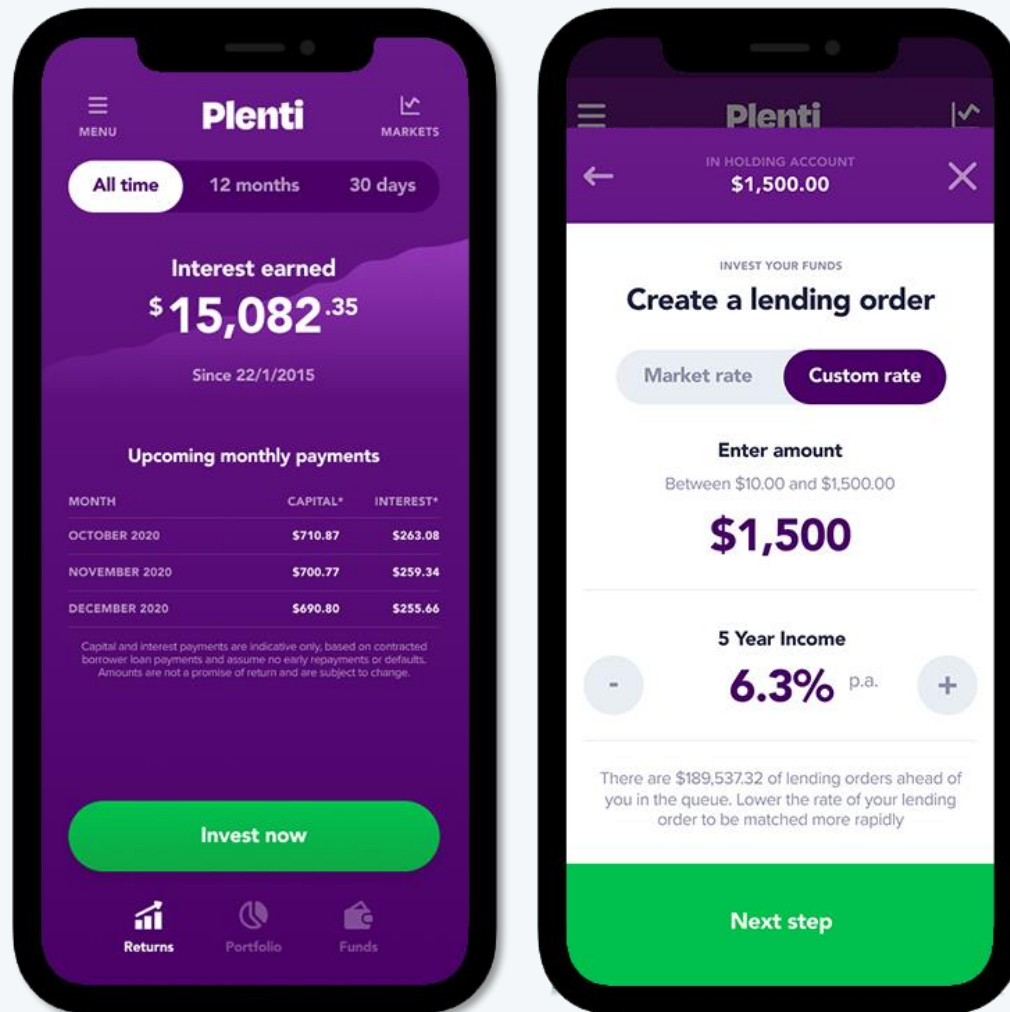 MENU
Plenti
MARKETS
All time 12 months 30 days
Interest earned
$15,082.35
Since 22/1/2015
Upcoming monthly payments
MONTH CAPITAL* INTEREST*
OCTOBER 2020 $710.87 $263.08
NOVEMBER 2020 $700.77 $259.34
DECEMBER 2020 $690.80 $255.66
Capital and interest payments are indicative only, based on contracted
borrower loan payments and assume no early repayments or defaults.
Amounts are not a promise of return and are subject to change.
Invest now
Returns Portfolio Funds
Plenti
IN HOLDING ACCOUNT
$1,500.00
INVEST YOUR FUNDS
Create a lending order
Market rate Custom rate
Enter amount
Between $10.00 and $1,500.00
$1,500
5 Year Income
- 6.3% p.a. +
There are $189,537.32 of lending orders ahead of
you in the queue. Lower the rate of your lending
order to be matched more rapidly
Next step